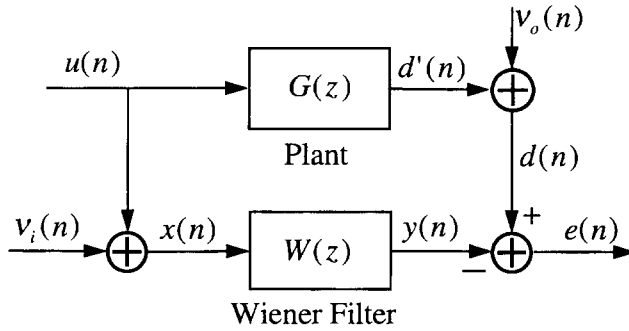 ν_o(n)
u(n)
G(z)
d'(n)
Plant
d(n)
ν_i(n)
x(n)
W(z)
y(n)
+
−
e(n)
Wiener Filter